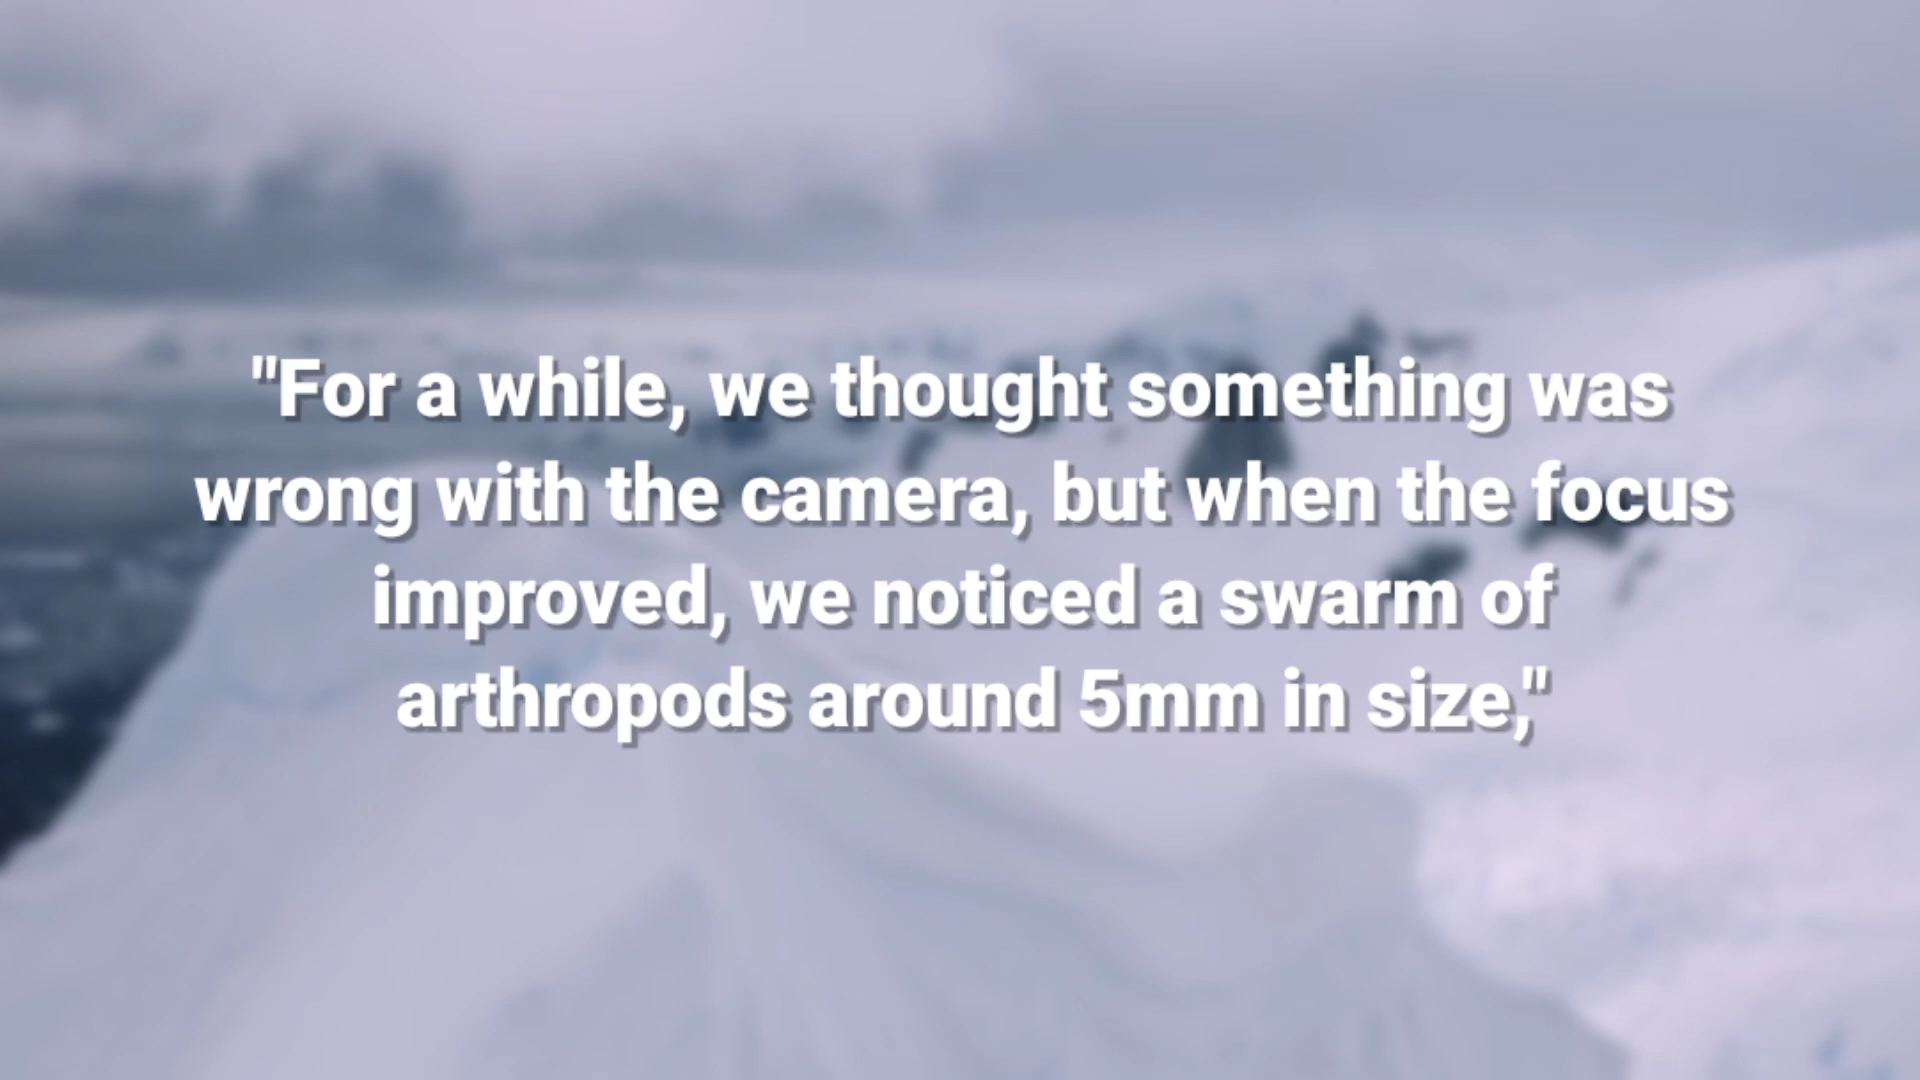 "For a while, we thought something was
wrong with the camera, but when the focus
improved, we noticed a swarm of
arthropods around 5mm in size,"